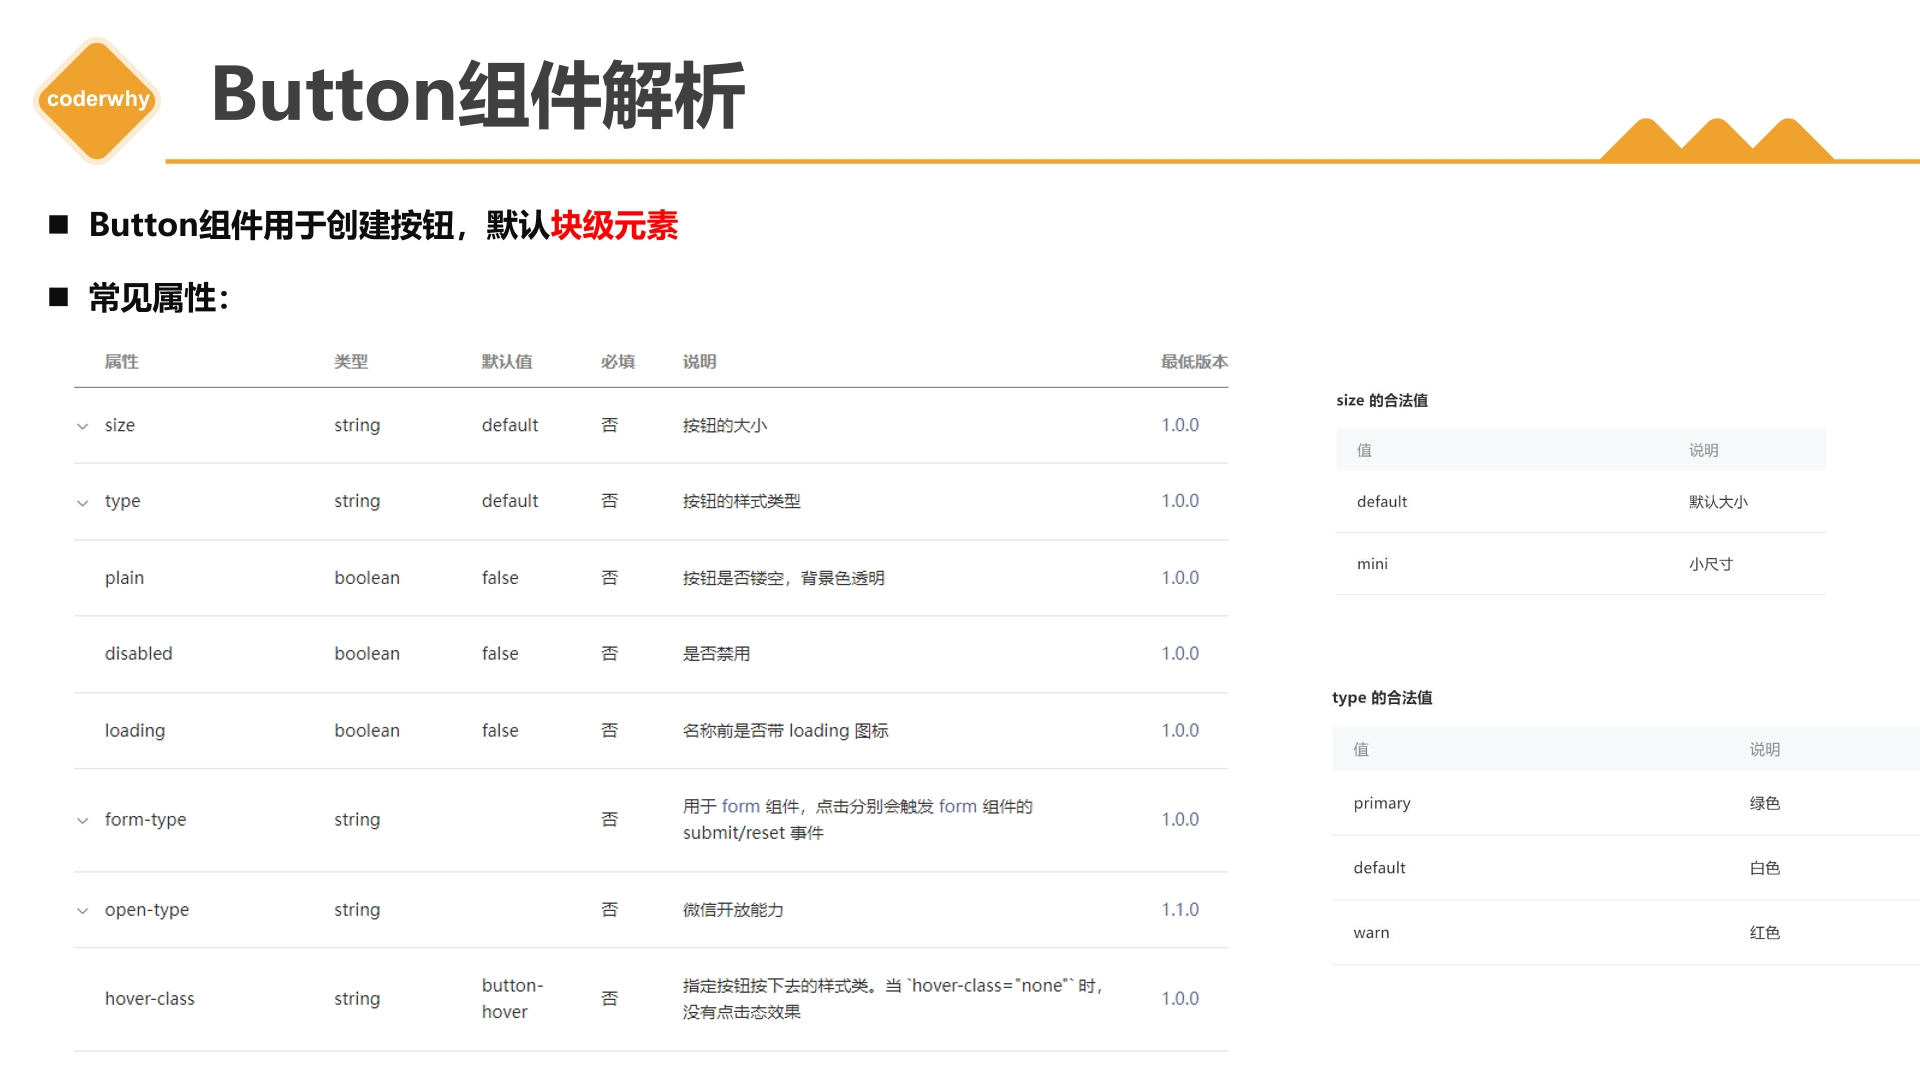 coderwhy
Button组件解析
■ Button组件用于创建按钮，默认块级元素
■ 常见属性：
属性 类型 默认值 必填 说明 最低版本
size string default 否 按钮的大小 1.0.0
type string default 否 按钮的样式类型 1.0.0
plain boolean false 否 按钮是否镂空，背景色透明 1.0.0
disabled boolean false 否 是否禁用 1.0.0
loading boolean false 否 名称前是否带 loading 图标 1.0.0
form-type string 否 用于 form 组件，点击分别会触发 form 组件的 1.0.0
submit/reset 事件
open-type string 否 微信开放能力 1.1.0
hover-class string button- 否 指定按钮按下去的样式类。当 `hover-class="none"` 时， 1.0.0
hover 没有点击态效果
size 的合法值
值 说明
default 默认大小
mini 小尺寸
type 的合法值
值 说明
primary 绿色
default 白色
warn 红色